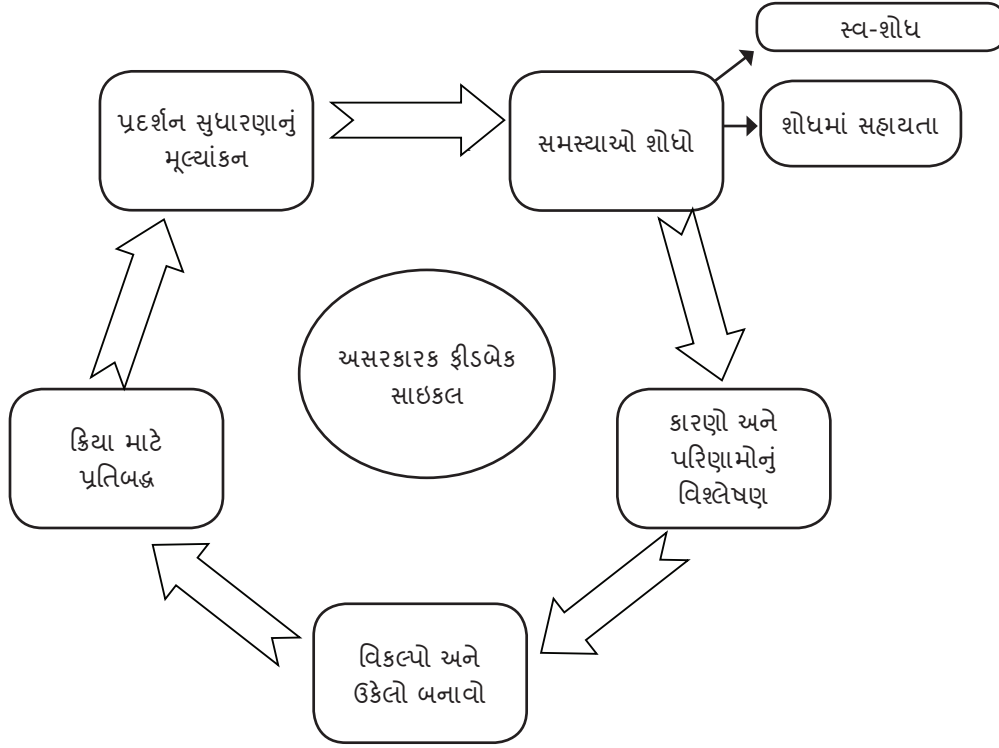 સ્વ-શોધ
પ્રદર્શન સુધારણાનું
મૂલ્યાંકન
સમસ્યાઓ શોધો
શોધમાં સહાયતા
અસરકારક ફીડબેક
સાઇકલ
ક્રિયા માટે
પ્રતિબદ્ધ
કારણો અને
પરિણામોનું
વિશ્લેષણ
વિકલ્પો અને
ઉકેલો બનાવો